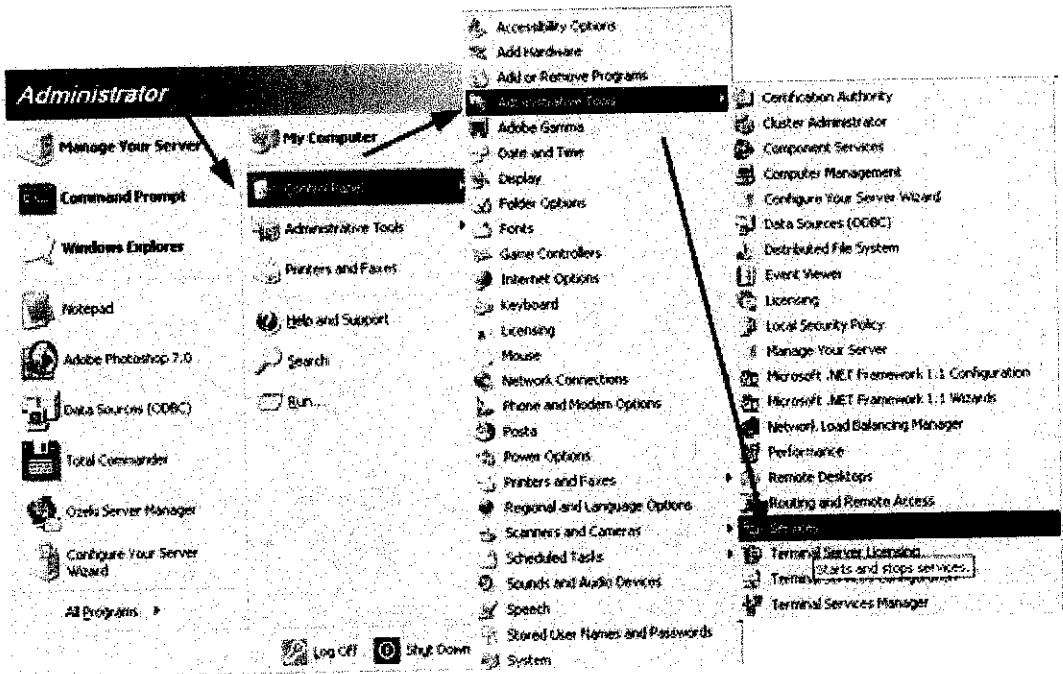 Administrator
Manage Your Server
Command Prompt
Windows Explorer
Notepad
Adobe Photoshop 7.0
Data Sources (ODBC)
Total Commander
Ozeki Server Manager
Configure Your Server
Wizard
All Programs
My Computer
Control Panel
Administrative Tools
Printers and Faxes
Help and Support
Search
Run...
Log Off
Shut Down
Accessibility Options
Add Hardware
Add or Remove Programs
Administrative Tools
Adobe Gamma
Date and Time
Display
Folder Options
Fonts
Game Controllers
Internet Options
Keyboard
Licensing
Mouse
Network Connections
Phone and Modem Options
Posta
Power Options
Printers and Faxes
Regional and Language Options
Scanners and Cameras
Scheduled Tasks
Sounds and Audio Devices
Speech
Stored User Names and Passwords
System
Certification Authority
Cluster Administrator
Component Services
Computer Management
Configure Your Server Wizard
Data Sources (ODBC)
Distributed File System
Event Viewer
Licensing
Local Security Policy
Manage Your Server
Microsoft .NET Framework 1.1 Configuration
Microsoft .NET Framework 1.1 Wizards
Network Load Balancing Manager
Performance
Remote Desktops
Routing and Remote Access
Services
Terminal Server Licensing
Starts and stops services.
Terminal Services Configuration
Terminal Services Manager